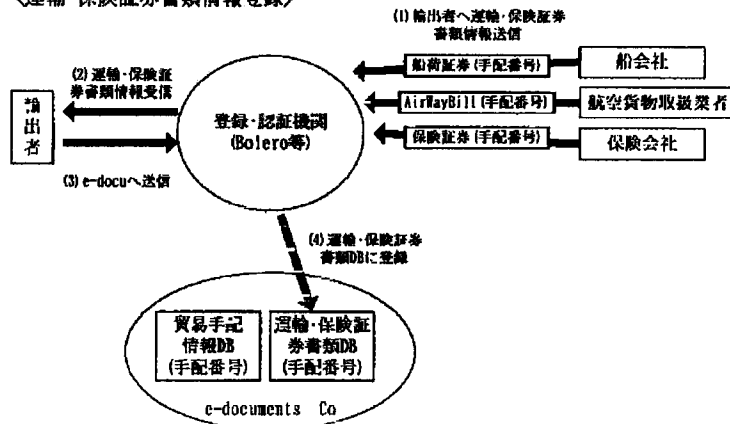 〈運輸・保険証券書類情報登録〉
(1) 輸出者へ運輸・保険証券
書類情報送信
船荷証券(手配番号)
船会社
(2) 運輸・保険証
券書類情報受信
AirWayBill(手配番号)
航空貨物取扱業者
輸出者
登録・認証機関
(Bolero等)
保険証券(手配番号)
保険会社
(3) e-docuへ送信
(4) 運輸・保険証券
書類DBに登録
貿易手記
情報DB
(手配番号)
運輸・保険証
券書類DB
(手配番号)
e-documents Co